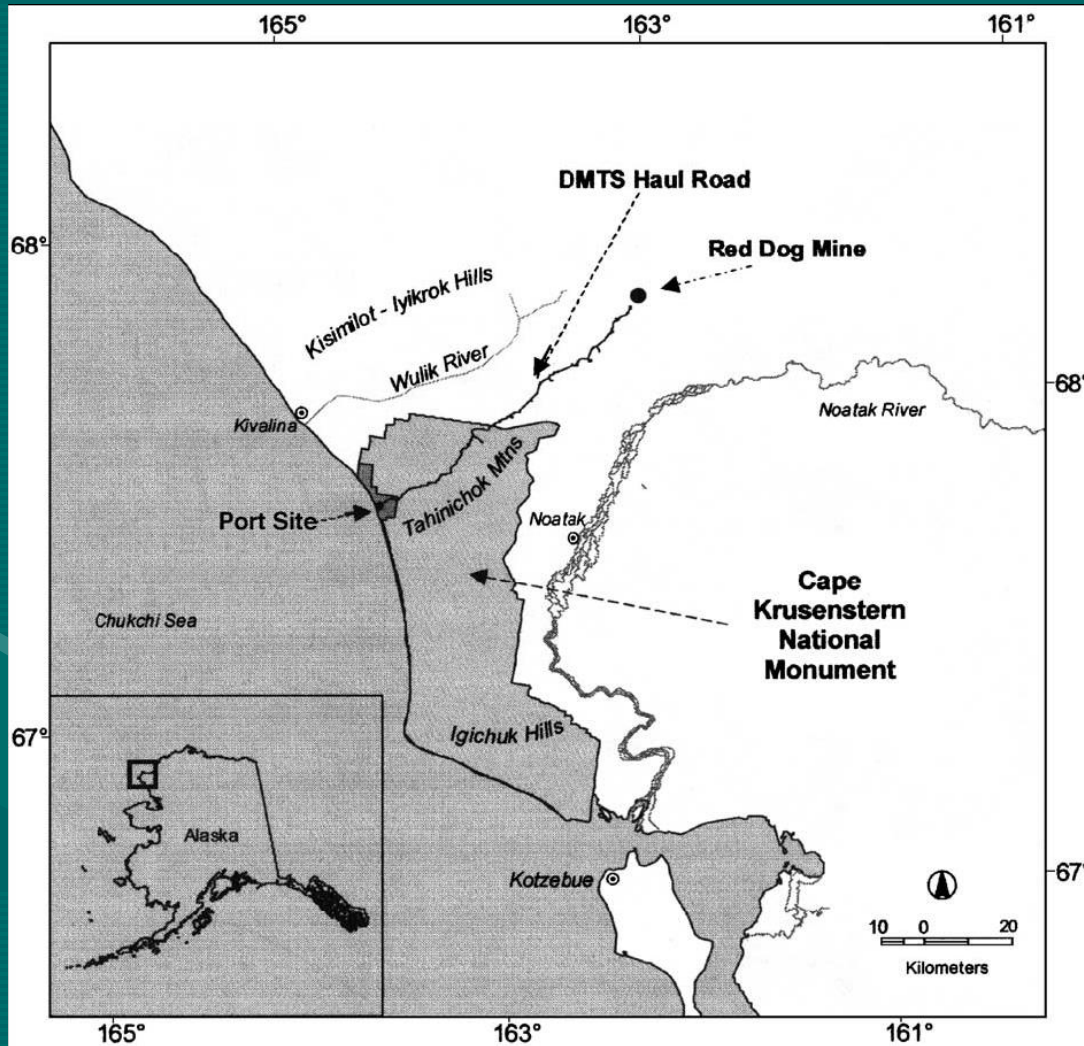 165°
163°
161°
DMTS Haul Road
68°
Red Dog Mine
Kisimilot - Iyikrok Hills
Wulik River
68°
Noatak River
Kivalina
Tahinichok Mtns
Port Site
Noatak
Cape
Krusenstern
National
Monument
Chukchi Sea
Igichuk Hills
67°
Alaska
67°
Kotzebue
10 0 20
Kilometers
165°
163°
161°